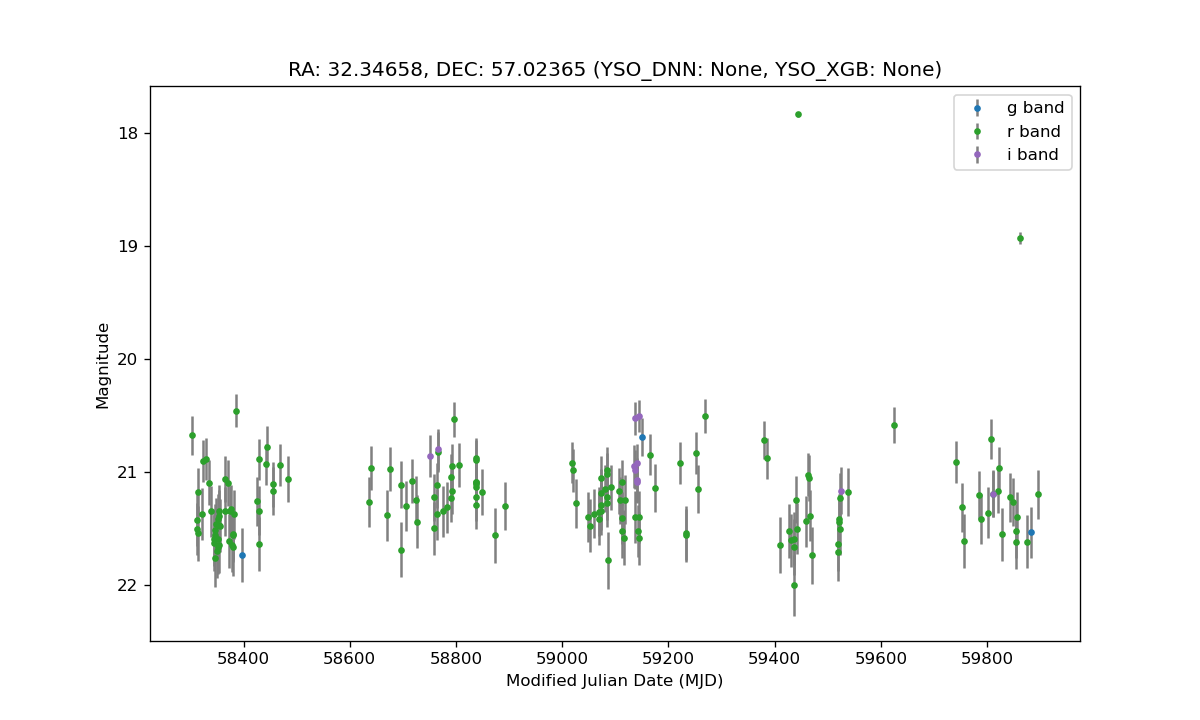 RA: 32.34658, DEC: 57.02365 (YSO_DNN: None, YSO_XGB: None)
g band
r band
i band
18
19
20
21
22
Magnitude
58400
58600
58800
59000
59200
59400
59600
59800
Modified Julian Date (MJD)